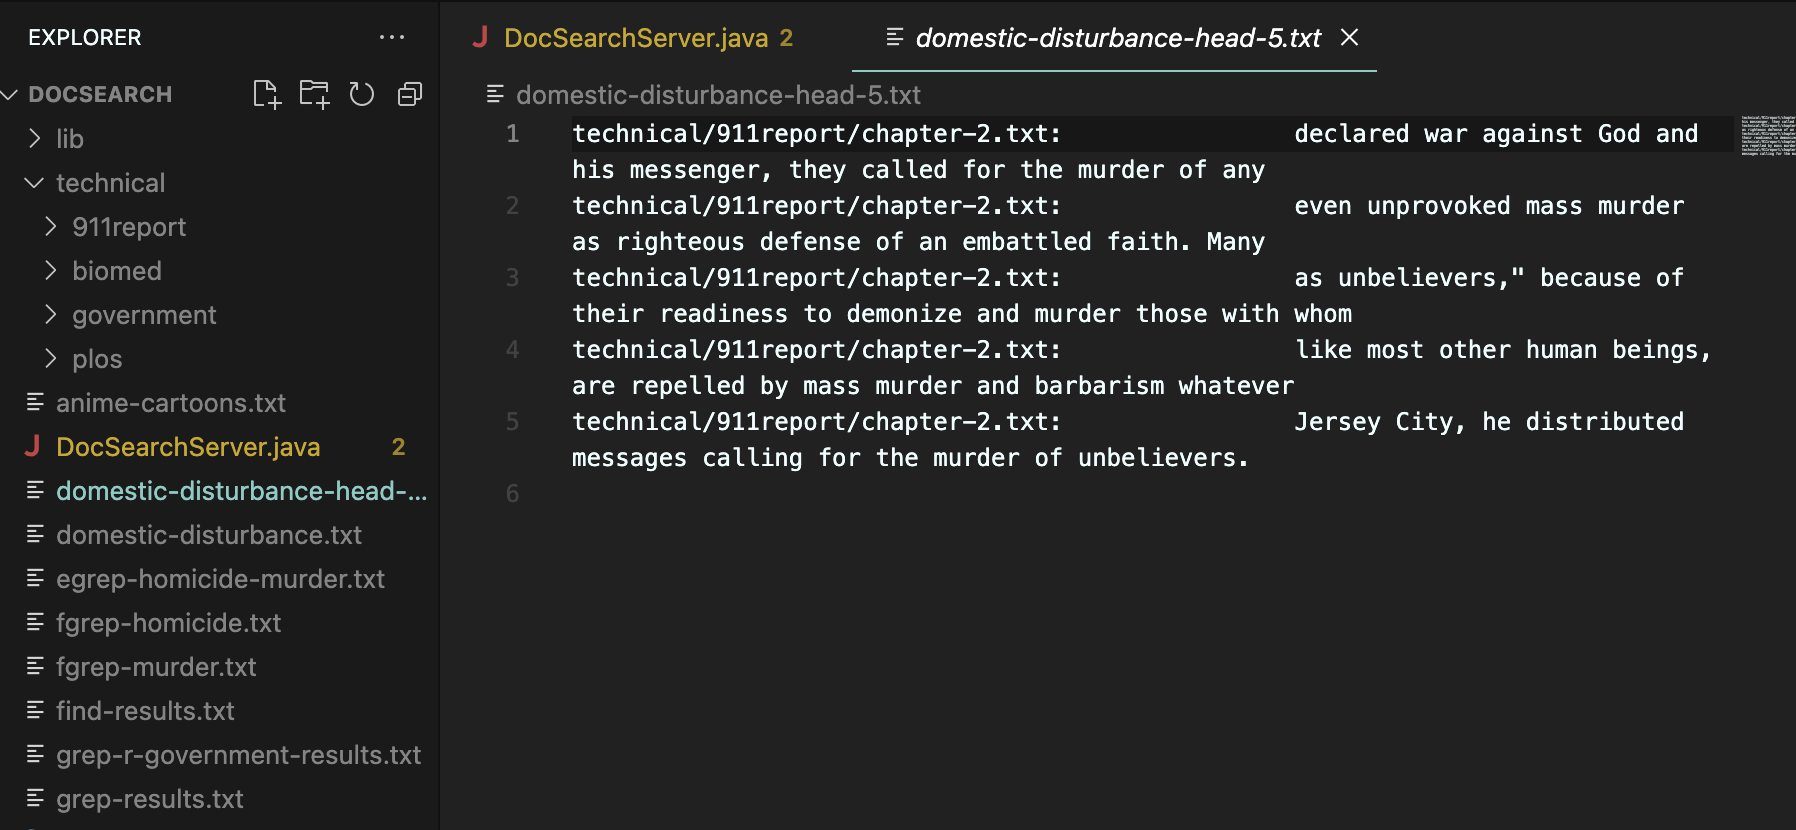 EXPLORER
DOCSEARCH
lib
technical
911report
biomed
government
plos
anime-cartoons.txt
DocSearchServer.java 2
domestic-disturbance-head-...
domestic-disturbance.txt
egrep-homicide-murder.txt
fgrep-homicide.txt
fgrep-murder.txt
find-results.txt
grep-r-government-results.txt
grep-results.txt
DocSearchServer.java 2
domestic-disturbance-head-5.txt
domestic-disturbance-head-5.txt
1 technical/911report/chapter-2.txt: declared war against God and
his messenger, they called for the murder of any
2 technical/911report/chapter-2.txt: even unprovoked mass murder
as righteous defense of an embattled faith. Many
3 technical/911report/chapter-2.txt: as unbelievers," because of
their readiness to demonize and murder those with whom
4 technical/911report/chapter-2.txt: like most other human beings,
are repelled by mass murder and barbarism whatever
5 technical/911report/chapter-2.txt: Jersey City, he distributed
messages calling for the murder of unbelievers.
6